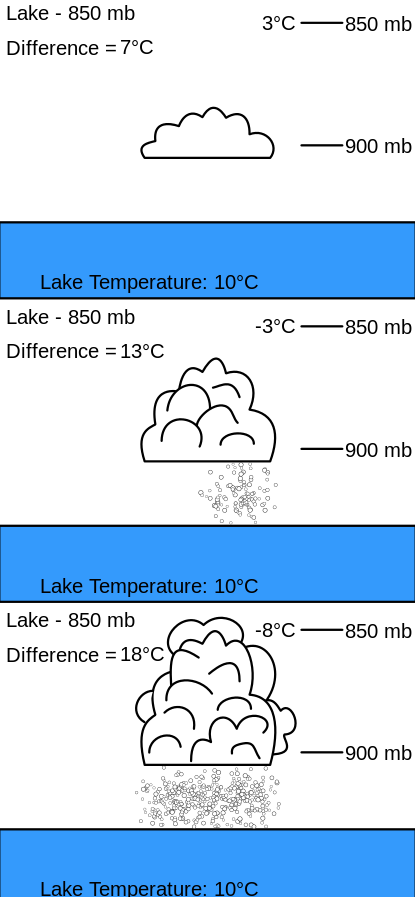 Lake - 850 mb
3°C 850 mb
Difference = 7°C
900 mb
Lake Temperature: 10°C
Lake - 850 mb
-3°C 850 mb
Difference = 13°C
900 mb
Lake Temperature: 10°C
Lake - 850 mb
-8°C 850 mb
Difference = 18°C
900 mb
Lake Temperature: 10°C